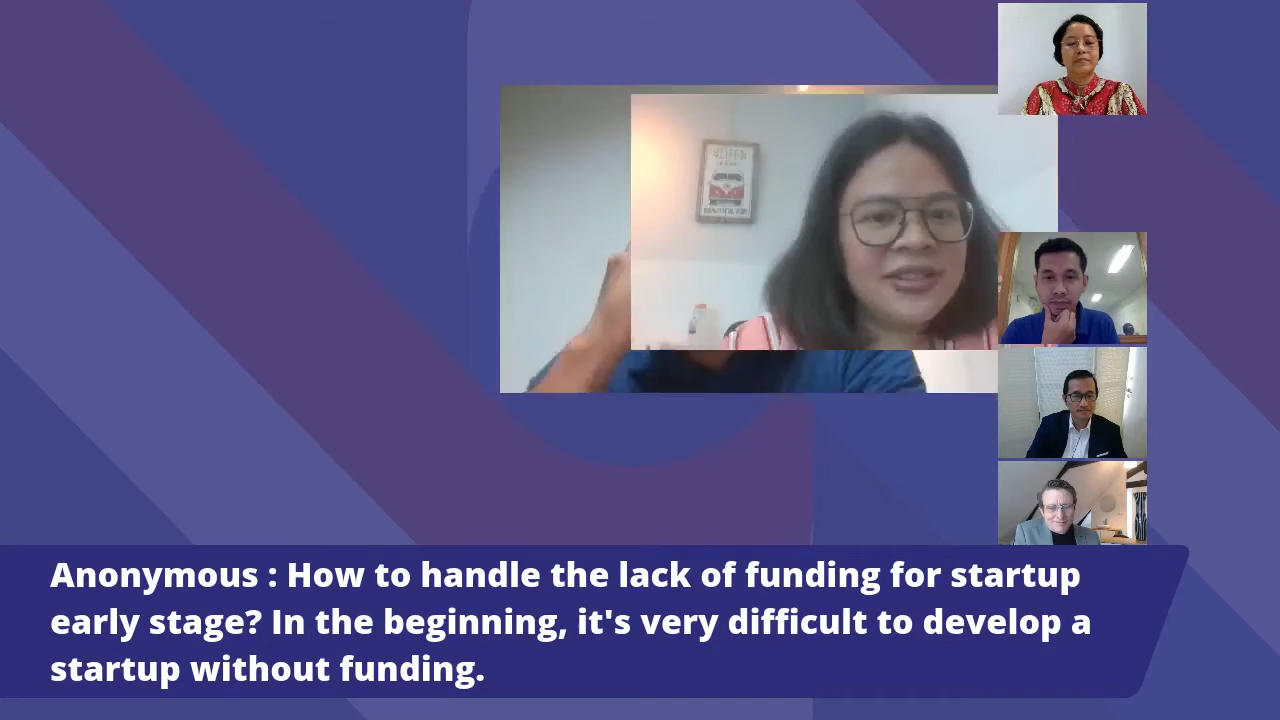 Anonymous : How to handle the lack of funding for startup
early stage? In the beginning, it's very difficult to develop a
startup without funding.